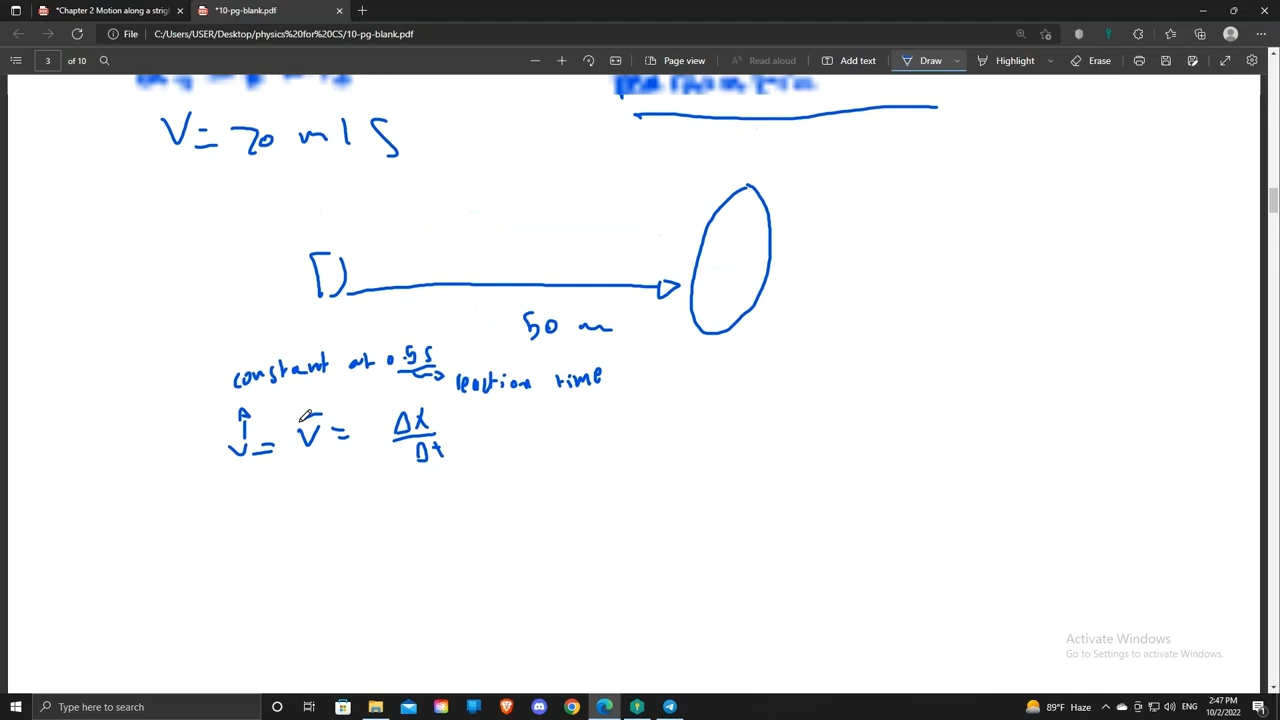 *Chapter 2 Motion along a strigh
*10-pg-blank.pdf
File
C:/Users/USER/Desktop/physics%20for%20CS/10-pg-blank.pdf
3 of 10
Page view
Read aloud
Add text
Draw
Highlight
Erase
V = 20 m/S
50 m
constant at 0.5 s
reaction time
V = V̄ = Δx
Δt
Activate Windows
Go to Settings to activate Windows.
Type here to search
89°F Haze
2:47 PM
10/2/2022